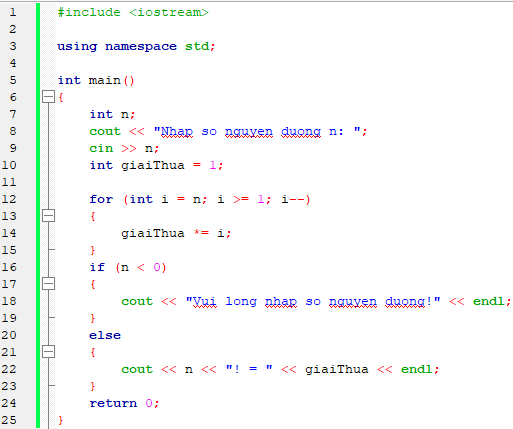 1 #include <iostream>
2
3 using namespace std;
4
5 int main()
6 {
7 int n;
8 cout << "Nhap so nguyen duong n: ";
9 cin >> n;
10 int giaiThua = 1;
11
12 for (int i = n; i >= 1; i--)
13 {
14 giaiThua *= i;
15 }
16 if (n < 0)
17 {
18 cout << "Vui long nhap so nguyen duong!" << endl;
19 }
20 else
21 {
22 cout << n << "! = " << giaiThua << endl;
23 }
24 return 0;
25 }